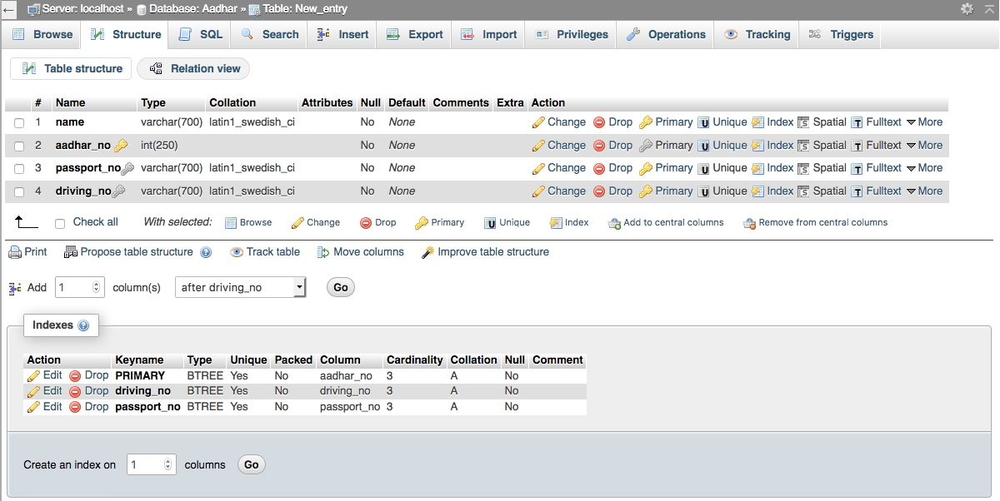 Server: localhost » Database: Aadhar » Table: New_entry
Browse Structure SQL Search Insert Export Import Privileges Operations Tracking Triggers
Table structure Relation view
# Name Type Collation Attributes Null Default Comments Extra Action
1 name varchar(700) latin1_swedish_ci No None Change Drop Primary Unique Index Spatial Fulltext More
2 aadhar_no int(250) No None Change Drop Primary Unique Index Spatial Fulltext More
3 passport_no varchar(700) latin1_swedish_ci No None Change Drop Primary Unique Index Spatial Fulltext More
4 driving_no varchar(700) latin1_swedish_ci No None Change Drop Primary Unique Index Spatial Fulltext More
Check all With selected: Browse Change Drop Primary Unique Index Add to central columns Remove from central columns
Print Propose table structure Track table Move columns Improve table structure
Add 1 column(s) after driving_no Go
Indexes
Action Keyname Type Unique Packed Column Cardinality Collation Null Comment
Edit Drop PRIMARY BTREE Yes No aadhar_no 3 A No
Edit Drop driving_no BTREE Yes No driving_no 3 A No
Edit Drop passport_no BTREE Yes No passport_no 3 A No
Create an index on 1 columns Go